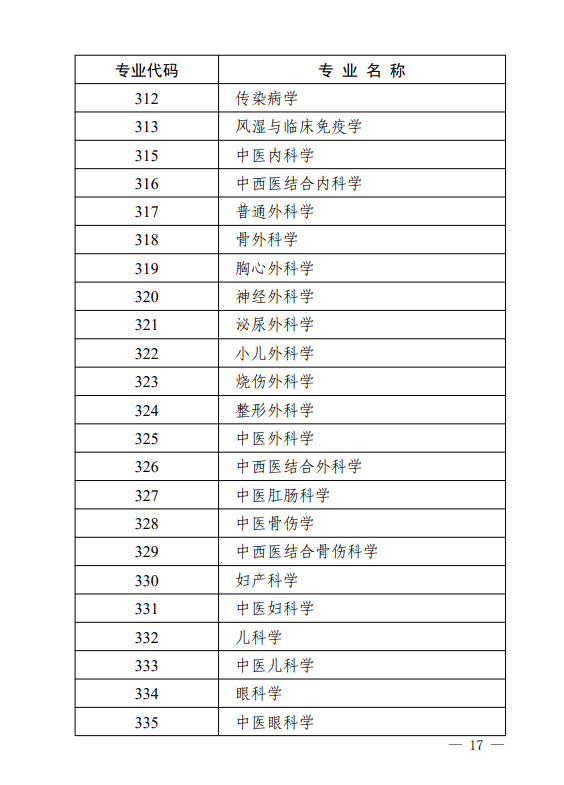 专业代码 专 业 名 称
312 传染病学
313 风湿与临床免疫学
315 中医内科学
316 中西医结合内科学
317 普通外科学
318 骨外科学
319 胸心外科学
320 神经外科学
321 泌尿外科学
322 小儿外科学
323 烧伤外科学
324 整形外科学
325 中医外科学
326 中西医结合外科学
327 中医肛肠科学
328 中医骨伤学
329 中西医结合骨伤科学
330 妇产科学
331 中医妇科学
332 儿科学
333 中医儿科学
334 眼科学
335 中医眼科学
— 17 —